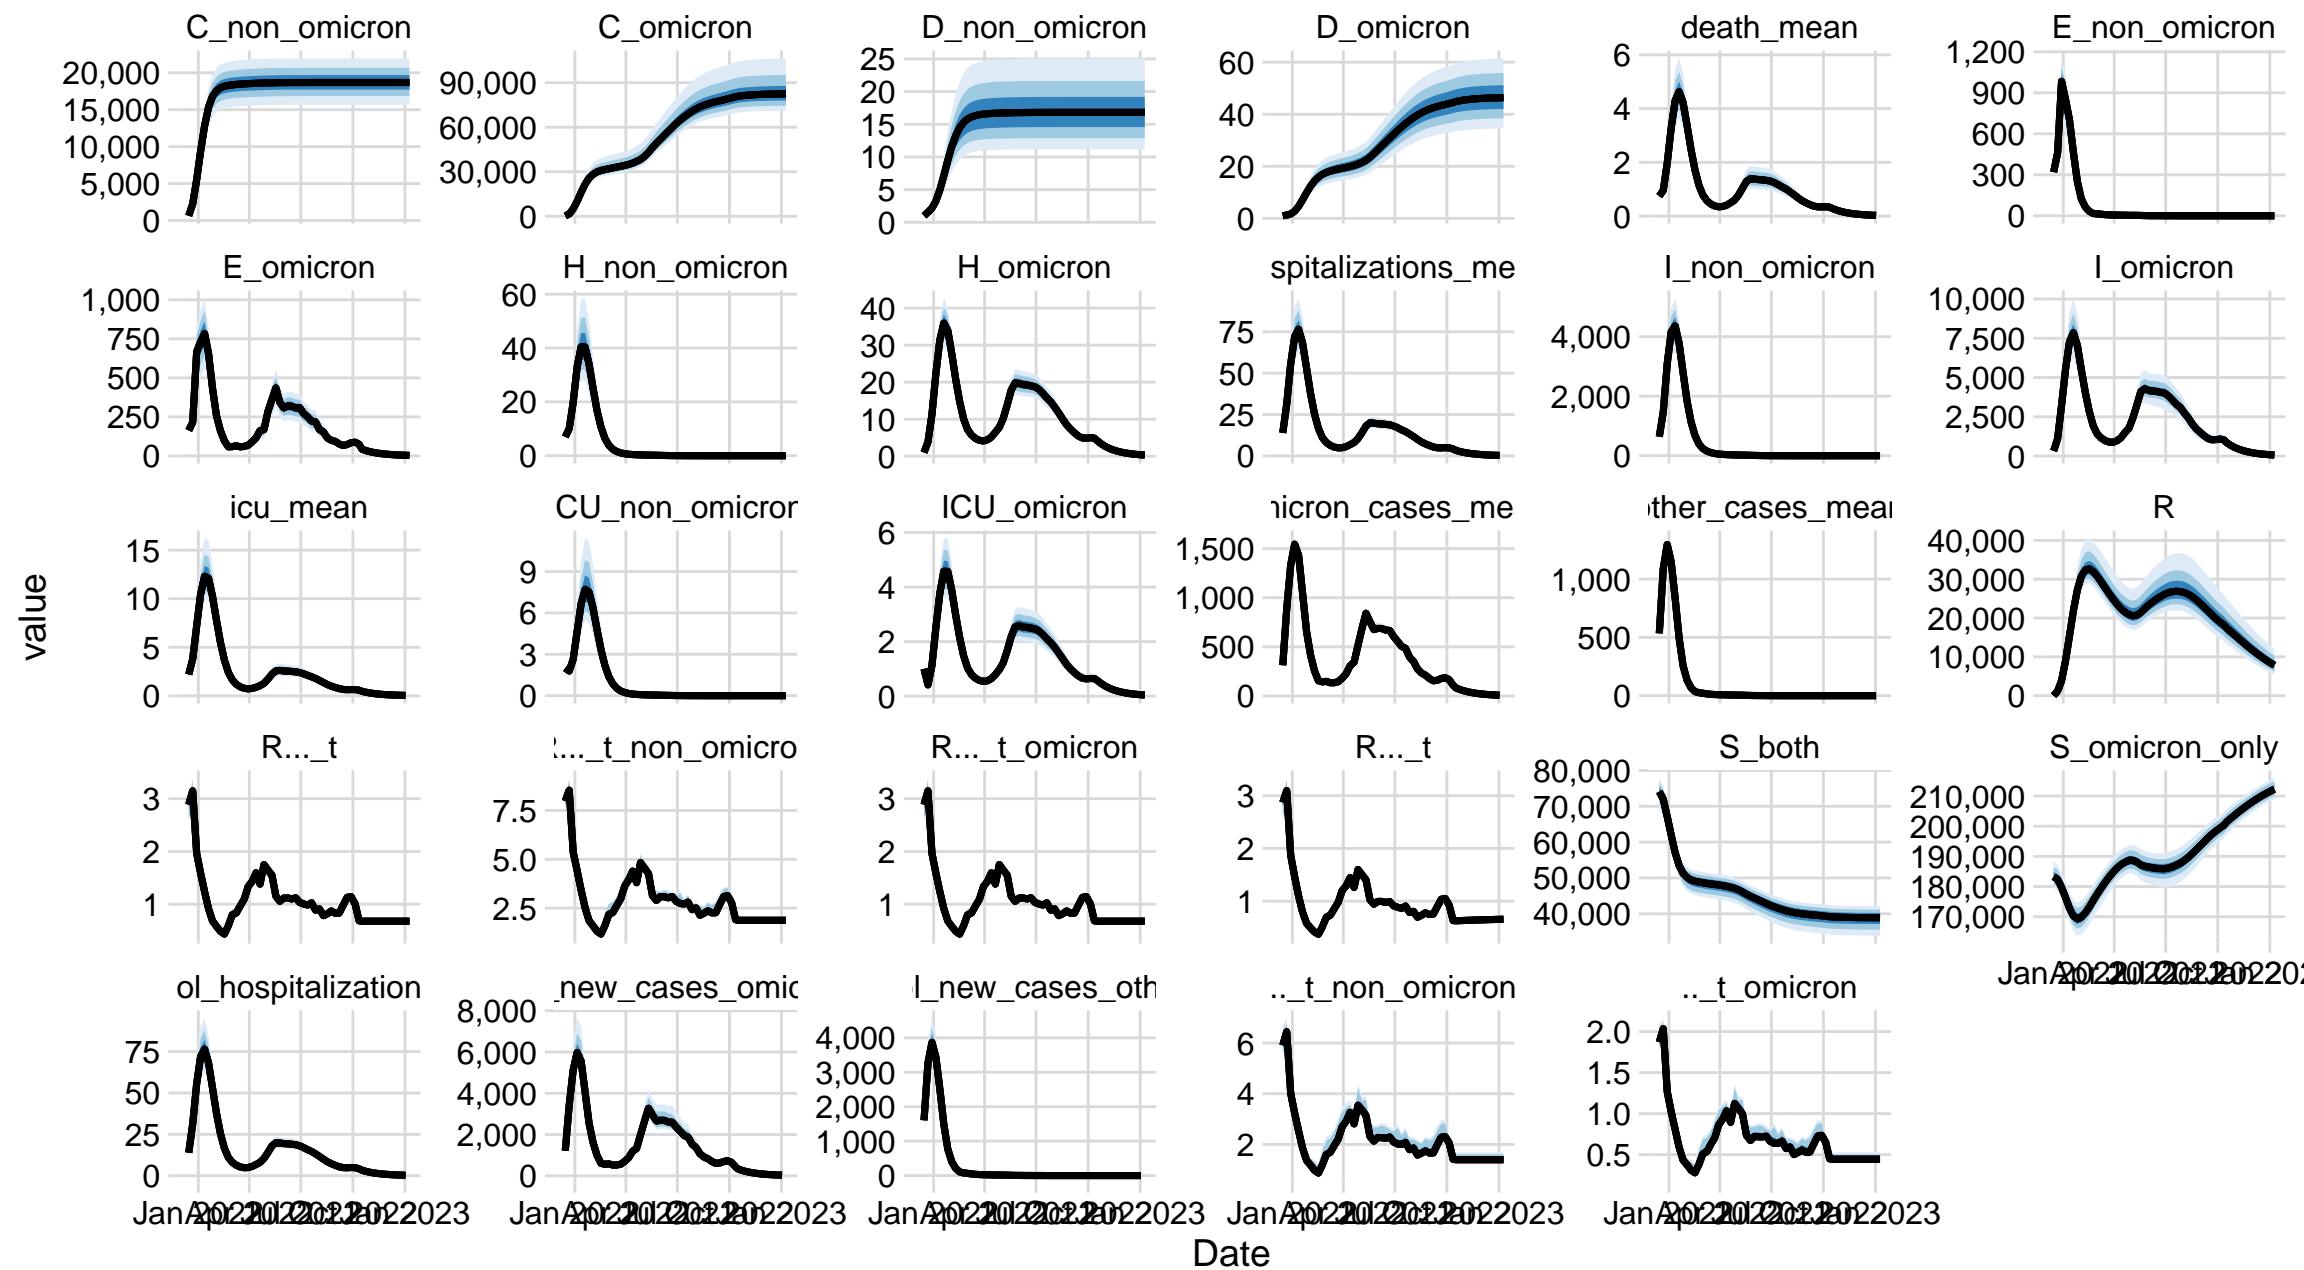 C_non_omicron C_omicron D_non_omicron D_omicron death_mean E_non_omicron
20,000 15,000 10,000 5,000 0
90,000 60,000 30,000 0
25 20 15 10 5 0
60 40 20 0
6 4 2 0
1,200 900 600 300 0
E_omicron H_non_omicron H_omicron spitalizations_me I_non_omicron I_omicron
1,000 750 500 250 0
60 40 20 0
40 30 20 10 0
75 50 25 0
4,000 2,000 0
10,000 7,500 5,000 2,500 0
icu_mean CU_non_omicron ICU_omicron nicron_cases_me ther_cases_mea R
15 10 5 0
9 6 3 0
6 4 2 0
1,500 1,000 500 0
1,000 500 0
40,000 30,000 20,000 10,000 0
value
R..._t ..._t_non_omicro R..._t_omicron R..._t S_both S_omicron_only
3 2 1
7.5 5.0 2.5
3 2 1
3 2 1
80,000 70,000 60,000 50,000 40,000
210,000 200,000 190,000 180,000 170,000
ol_hospitalization _new_cases_omic l_new_cases_oth .._t_non_omicron .._t_omicron
75 50 25 0
8,000 6,000 4,000 2,000 0
4,000 3,000 2,000 1,000 0
6 4 2
2.0 1.5 1.0 0.5
Date